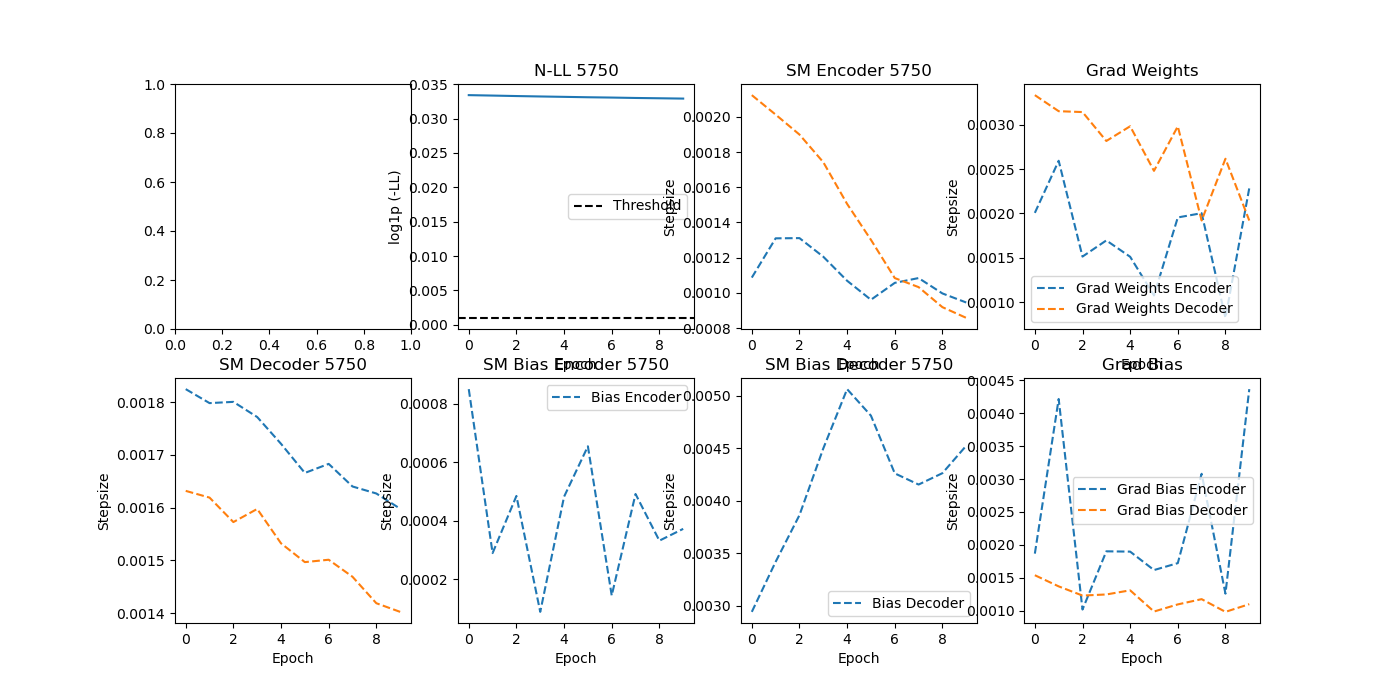 N-LL 5750
SM Encoder 5750
Grad Weights
1.0
0.8
0.6
0.4
0.2
0.0
0.0 0.2 0.4 0.6 0.8 1.0
log1p (-LL)
0.035
0.030
0.025
0.020
0.015
0.010
0.005
0.000
Threshold
0 2 4 6 8
Epoch
Stepsize
0.0020
0.0018
0.0016
0.0014
0.0012
0.0010
0.0008
0 2 4 6 8
Epoch
Stepsize
0.0030
0.0025
0.0020
0.0015
0.0010
Grad Weights Encoder
Grad Weights Decoder
0 2 4 6 8
Epoch
SM Decoder 5750
SM Bias Encoder 5750
SM Bias Decoder 5750
Grad Bias
Stepsize
0.0018
0.0017
0.0016
0.0015
0.0014
0 2 4 6 8
Epoch
Stepsize
0.0008
0.0006
0.0004
0.0002
Bias Encoder
0 2 4 6 8
Epoch
Stepsize
0.0050
0.0045
0.0040
0.0035
0.0030
Bias Decoder
0 2 4 6 8
Epoch
Stepsize
0.0045
0.0040
0.0035
0.0030
0.0025
0.0020
0.0015
0.0010
Grad Bias Encoder
Grad Bias Decoder
0 2 4 6 8
Epoch